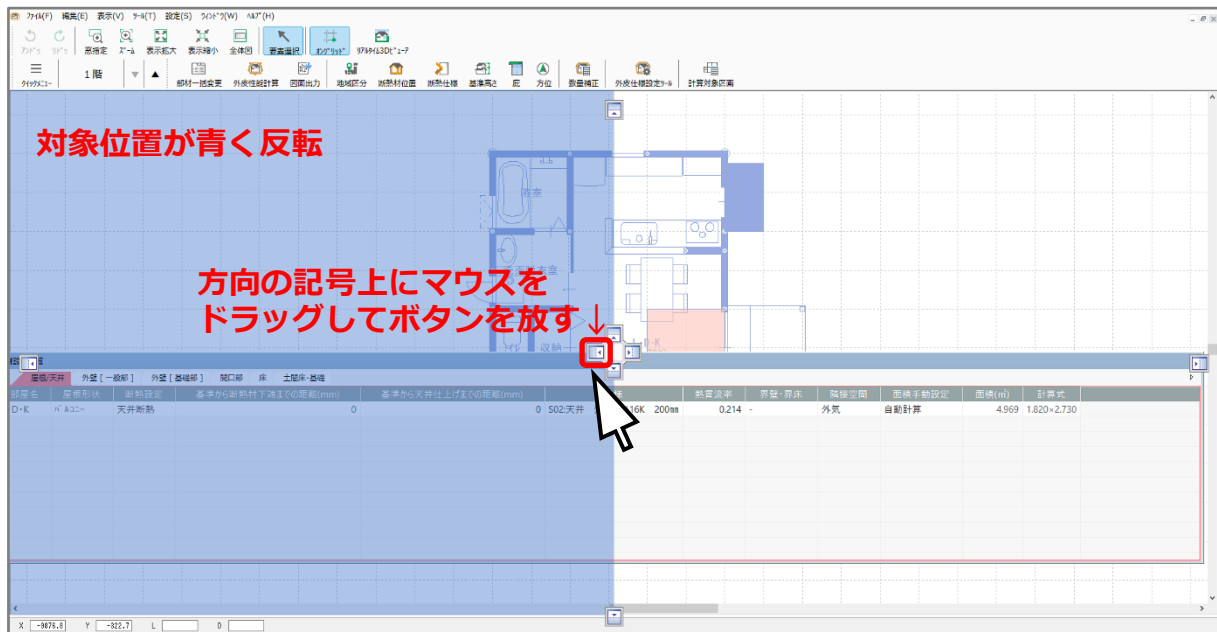 ﾌｧｲﾙ(F) 編集(E) 表示(V) ﾂｰﾙ(T) 設定(S) ｳｨﾝﾄﾞｳ(W) ﾍﾙﾌﾟ(H)
ｱﾝﾄﾞｩ ﾘﾄﾞｩ 窓指定 ｽﾞｰﾑ 表示拡大 表示縮小 全体図 要素選択 ｵﾝｸﾞﾘｯﾄﾞ ﾘｱﾙﾀｲﾑ3Dﾋﾞｭｰｱ
ｸｲｯｸﾒﾆｭｰ 1階 ▼ ▲ 部材一括変更 外皮性能計算 図面出力 地域区分 断熱材位置 断熱仕様 基準高さ 庇 方位 数量補正 外皮仕様設定ﾂｰﾙ 計算対象区画
対象位置が青く反転
浴室
方向の記号上にマウスを
ドラッグしてボタンを放す↓
収納
D・K
屋根/天井 外壁 [ 一般部 ] 外壁 [ 基礎部 ] 開口部 床 土間床・基礎
部屋名 屋根形状 断熱設定 基準から断熱材下端までの距離(mm) 基準から天井仕上げまでの距離(mm) 熱貫流率 界壁・界床 隣接空間 面積手動設定 面積(㎡) 計算式
D・K ﾊﾞﾙｺﾆｰ 天井断熱 0 0 S02:天井 16K 200mm 0.214 - 外気 自動計算 4.969 1.820×2.730
X -9876.8 Y -322.7 L D